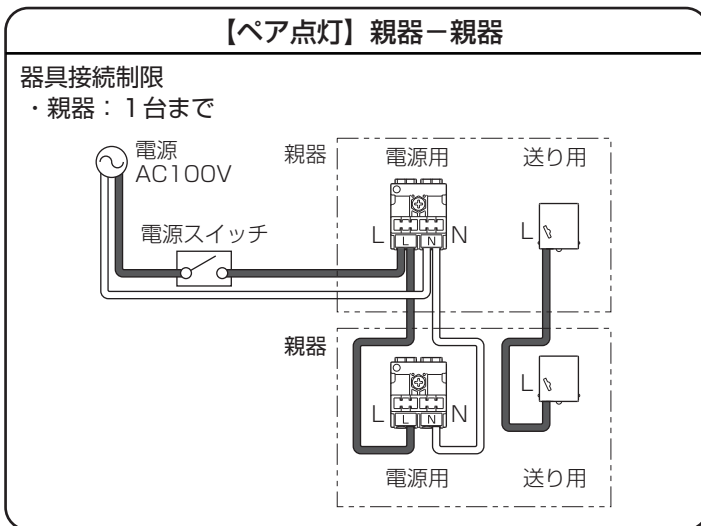 【ペア点灯】親器－親器
器具接続制限
・親器：１台まで
電源
AC100V
親器
電源用
送り用
電源スイッチ
L
L
N
N
L
親器
L
L
N
N
L
電源用
送り用